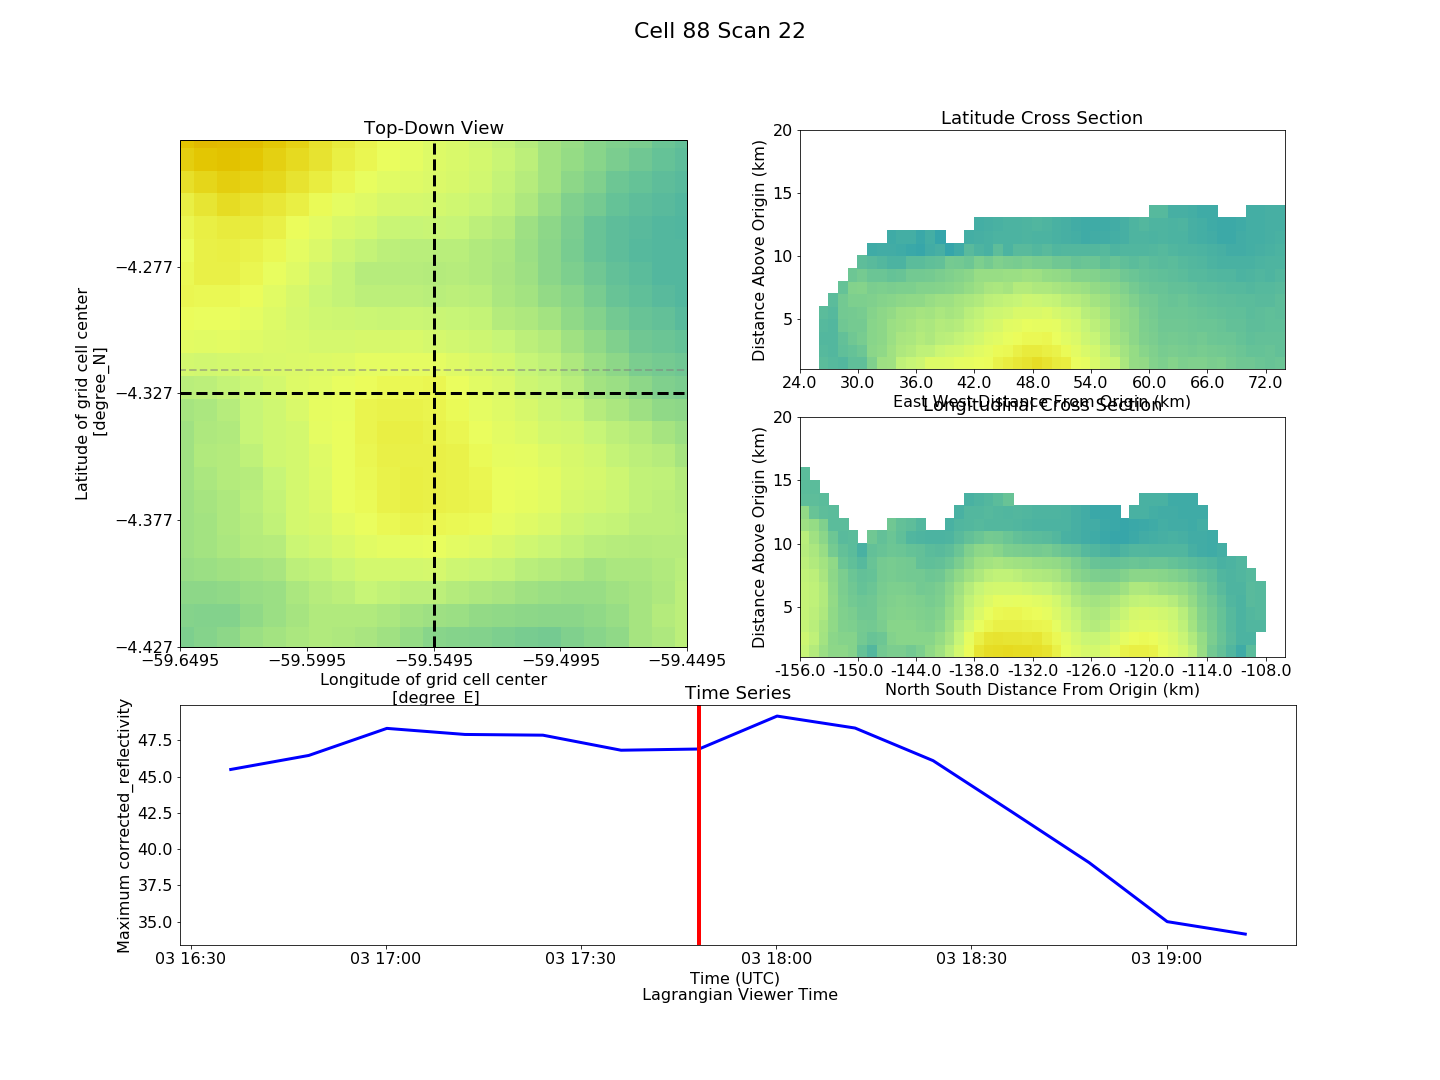 Cell 88 Scan 22
Top-Down View
Latitude of grid cell center
[degree_N]
−4.277
−4.327
−4.377
−4.427
−59.6495 −59.5995 −59.5495 −59.4995 −59.4495
Longitude of grid cell center
[degree_E]
Latitude Cross Section
Distance Above Origin (km)
20
15
10
5
24.0 30.0 36.0 42.0 48.0 54.0 60.0 66.0 72.0
East West Distance From Origin (km)
Longitudinal Cross Section
Distance Above Origin (km)
20
15
10
5
-156.0 -150.0 -144.0 -138.0 -132.0 -126.0 -120.0 -114.0 -108.0
North South Distance From Origin (km)
Time Series
Maximum corrected_reflectivity
47.5
45.0
42.5
40.0
37.5
35.0
03 16:30 03 17:00 03 17:30 03 18:00 03 18:30 03 19:00
Time (UTC)
Lagrangian Viewer Time